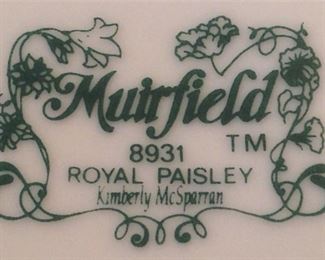 Muirfield
TM
8931
ROYAL PAISLEY
Kimberly McSparran